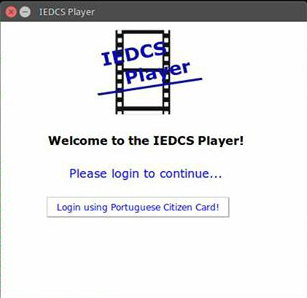 IEDCS Player
IEDCS
Player
Welcome to the IEDCS Player!
Please login to continue...
Login using Portuguese Citizen Card!